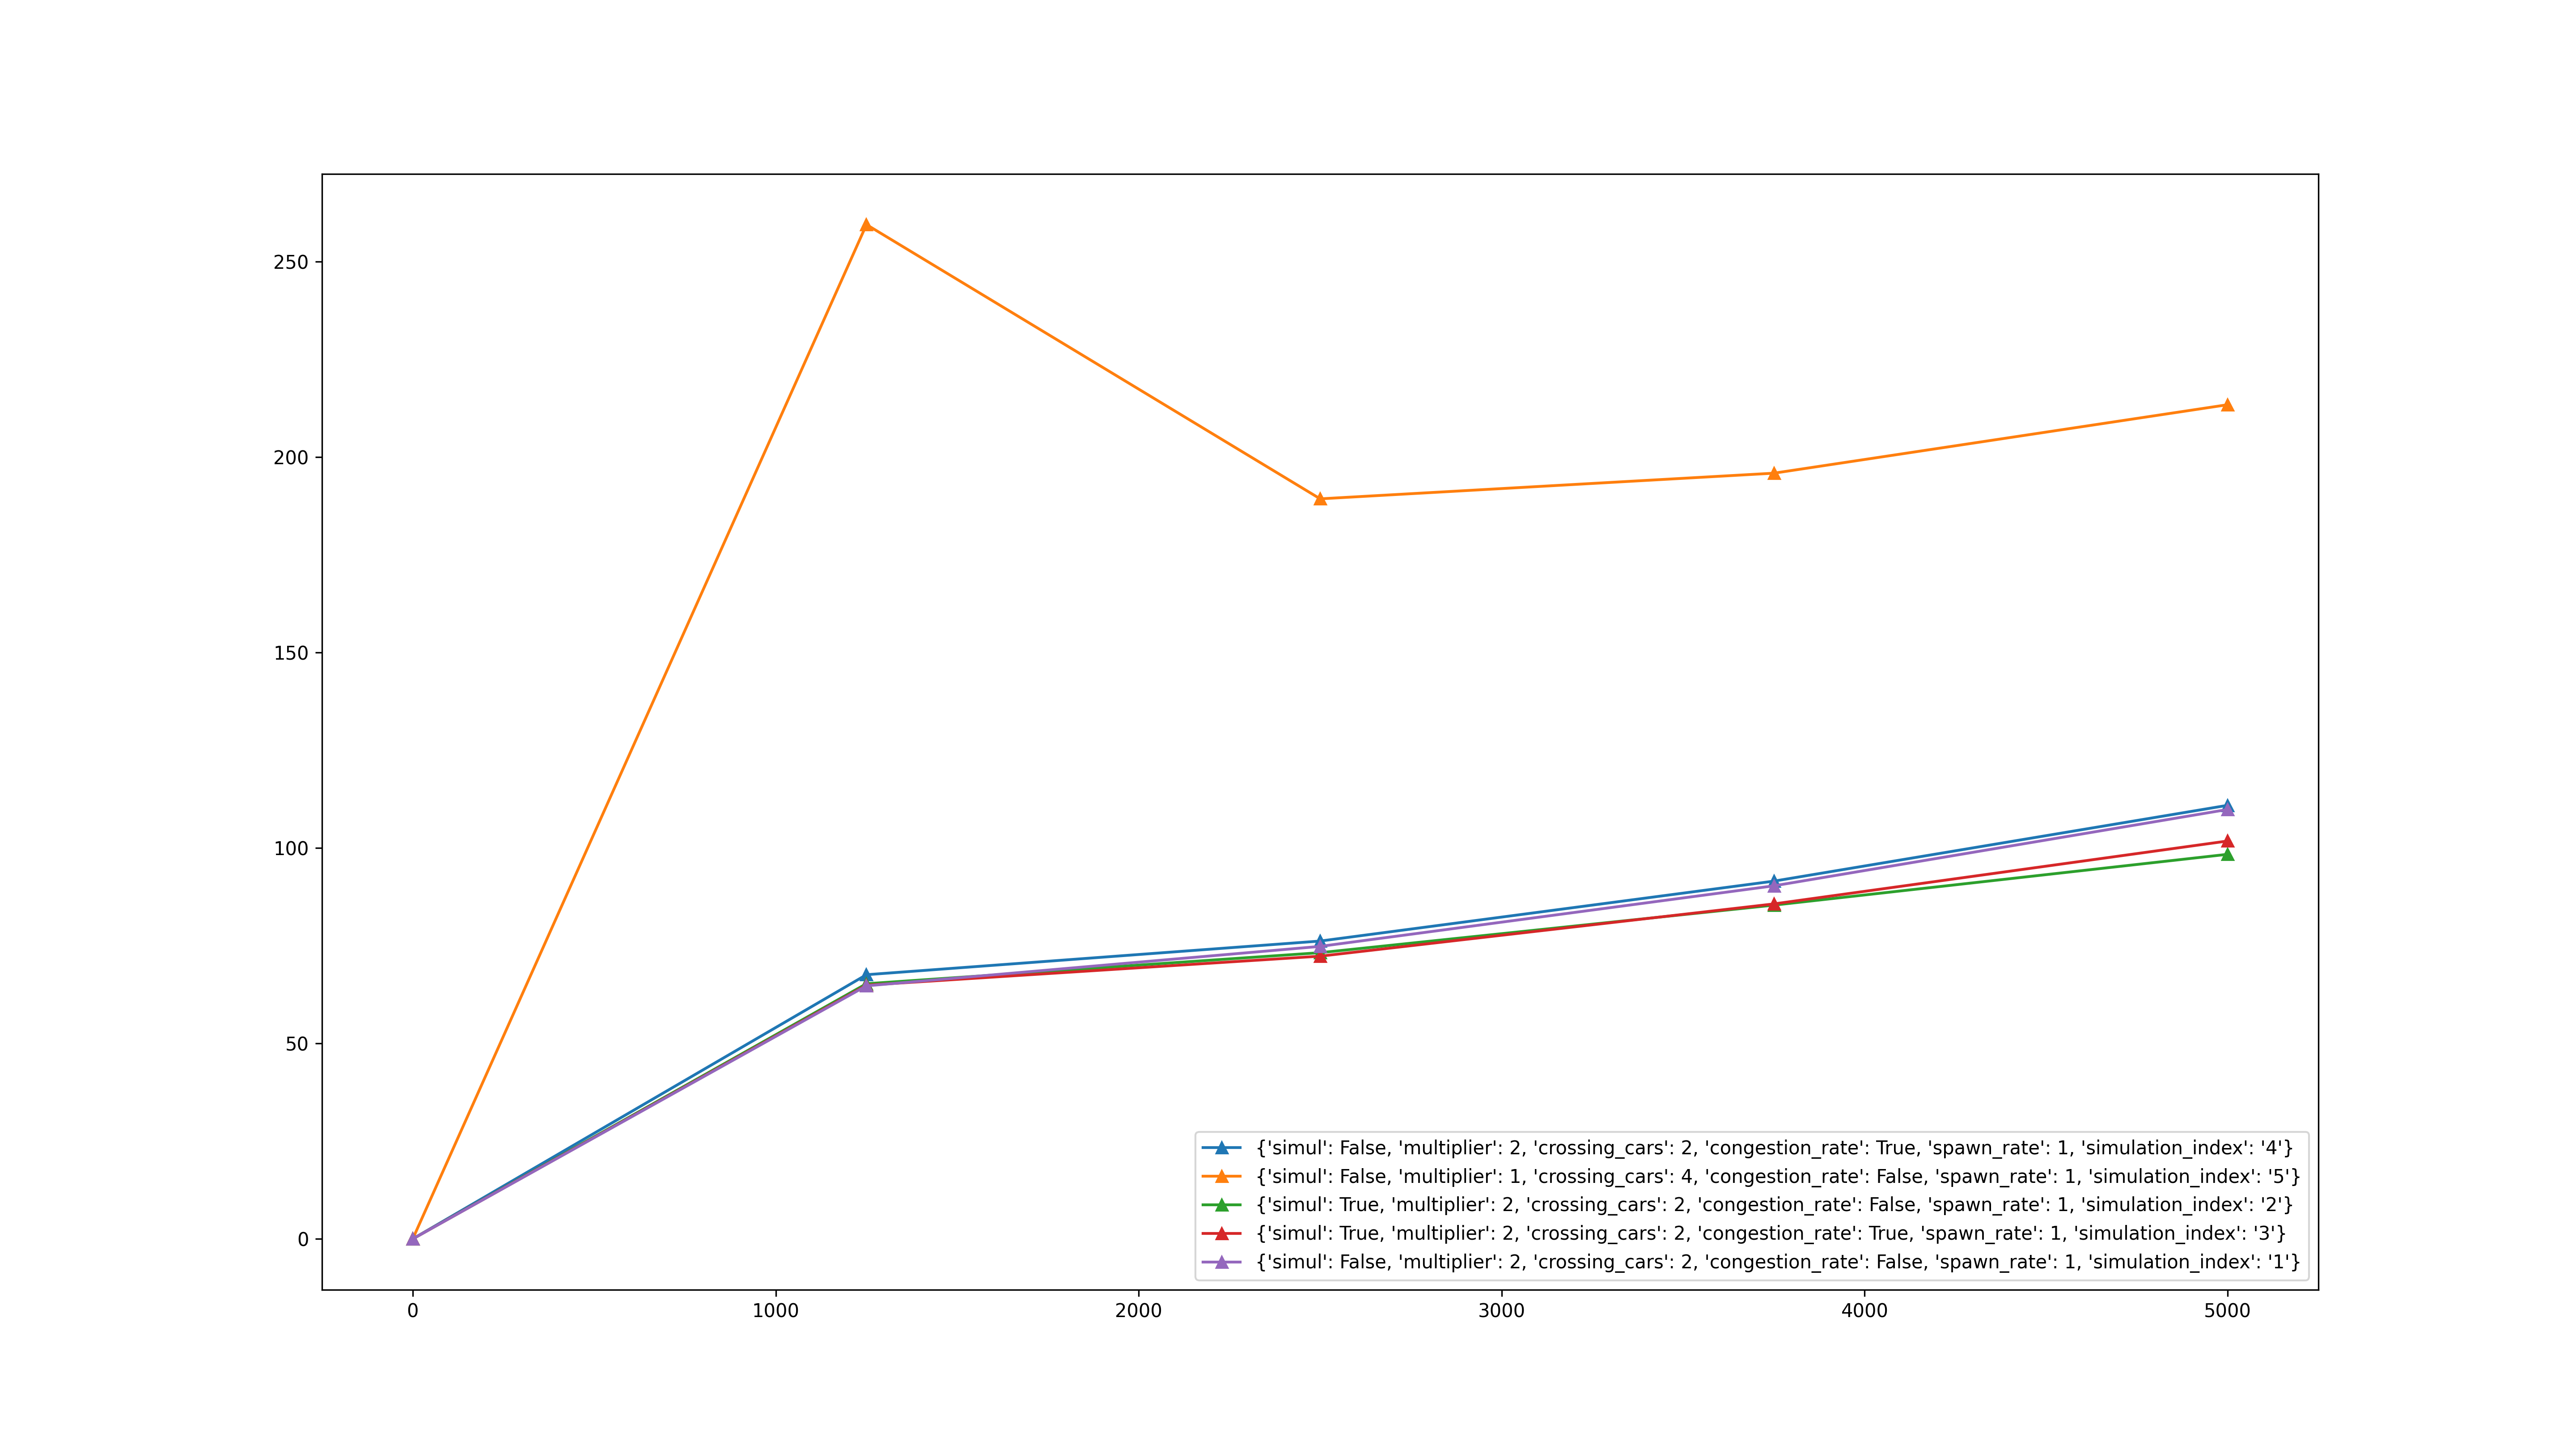 250
200
150
100
50
0
{'simul': False, 'multiplier': 2, 'crossing_cars': 2, 'congestion_rate': True, 'spawn_rate': 1, 'simulation_index': '4'}
{'simul': False, 'multiplier': 1, 'crossing_cars': 4, 'congestion_rate': False, 'spawn_rate': 1, 'simulation_index': '5'}
{'simul': True, 'multiplier': 2, 'crossing_cars': 2, 'congestion_rate': False, 'spawn_rate': 1, 'simulation_index': '2'}
{'simul': True, 'multiplier': 2, 'crossing_cars': 2, 'congestion_rate': True, 'spawn_rate': 1, 'simulation_index': '3'}
{'simul': False, 'multiplier': 2, 'crossing_cars': 2, 'congestion_rate': False, 'spawn_rate': 1, 'simulation_index': '1'}
0 1000 2000 3000 4000 5000